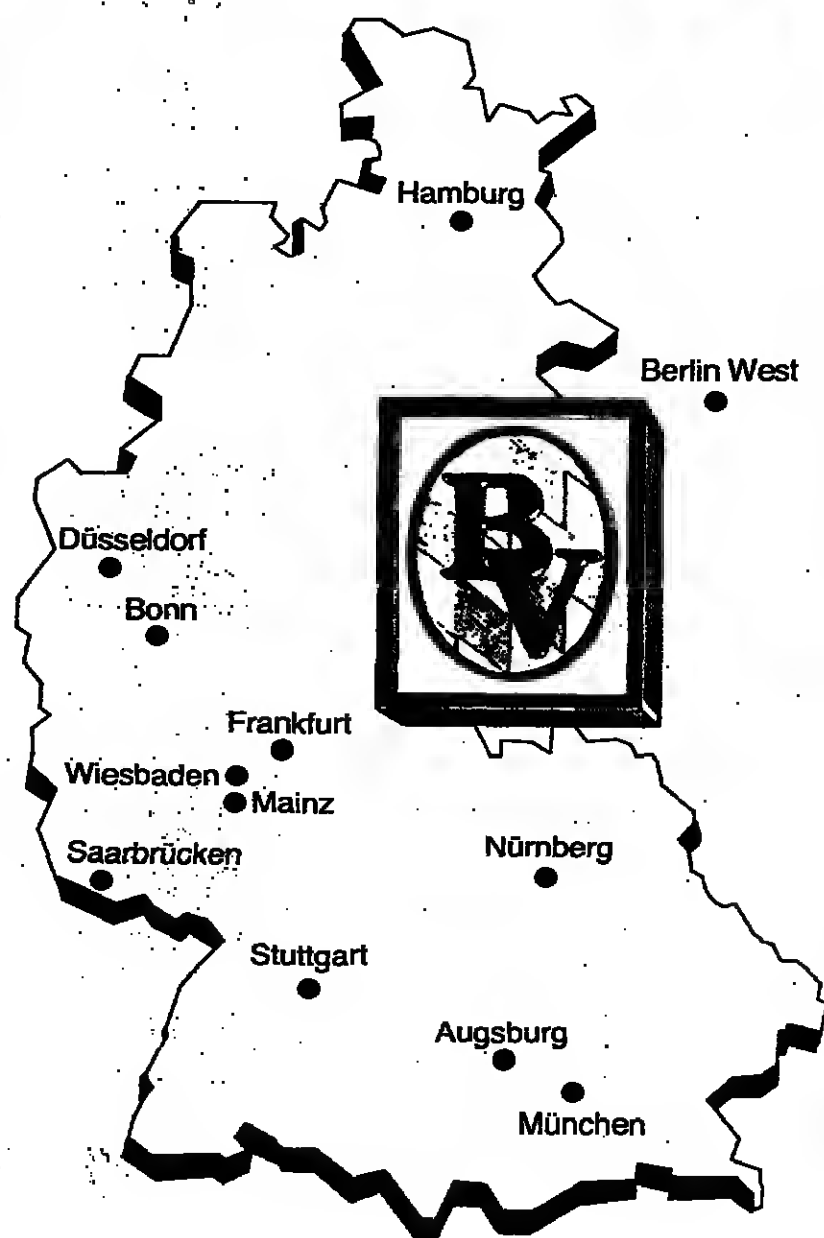 Hamburg
Berlin West
BV
Düsseldorf
Bonn
Frankfurt
Wiesbaden
Mainz
Saarbrücken
Nürnberg
Stuttgart
Augsburg
München